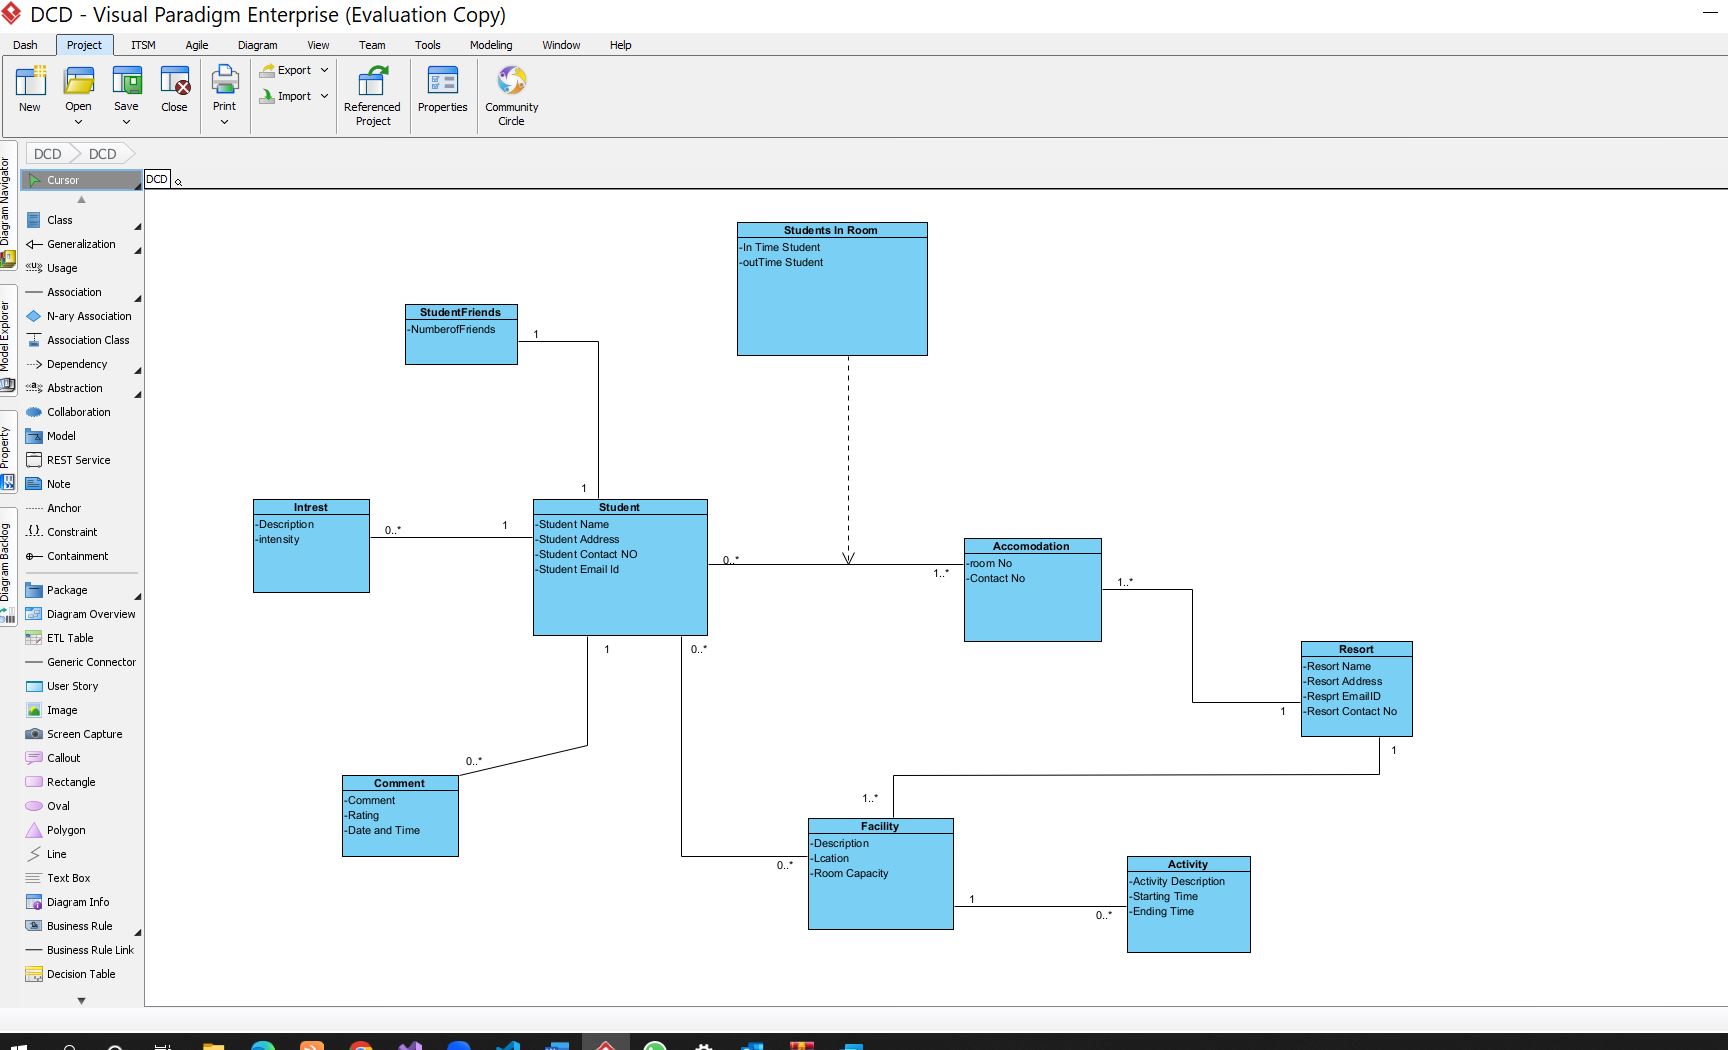 DCD - Visual Paradigm Enterprise (Evaluation Copy)
Dash Project ITSM Agile Diagram View Team Tools Modeling Window Help
New Open Save Close Print Export Import Referenced Project Properties Community Circle
DCD DCD
DCD
Diagram Navigator
Model Explorer
Property
Diagram Backlog
Cursor
Class
Generalization
Usage
Association
N-ary Association
Association Class
Dependency
Abstraction
Collaboration
Model
REST Service
Note
Anchor
Constraint
Containment
Package
Diagram Overview
ETL Table
Generic Connector
User Story
Image
Screen Capture
Callout
Rectangle
Oval
Polygon
Line
Text Box
Diagram Info
Business Rule
Business Rule Link
Decision Table
Students In Room
-In Time Student
-outTime Student
StudentFriends
-NumberofFriends
1
1
Intrest
-Description
-intensity
0..*
1
Student
-Student Name
-Student Address
-Student Contact NO
-Student Email Id
0..*
1..*
Accomodation
-room No
-Contact No
1..*
1
Resort
-Resort Name
-Resort Address
-Resprt EmailID
-Resort Contact No
1
1
0..*
0..*
Comment
-Comment
-Rating
-Date and Time
1..*
0..*
Facility
-Description
-Lcation
-Room Capacity
1
0..*
Activity
-Activity Description
-Starting Time
-Ending Time